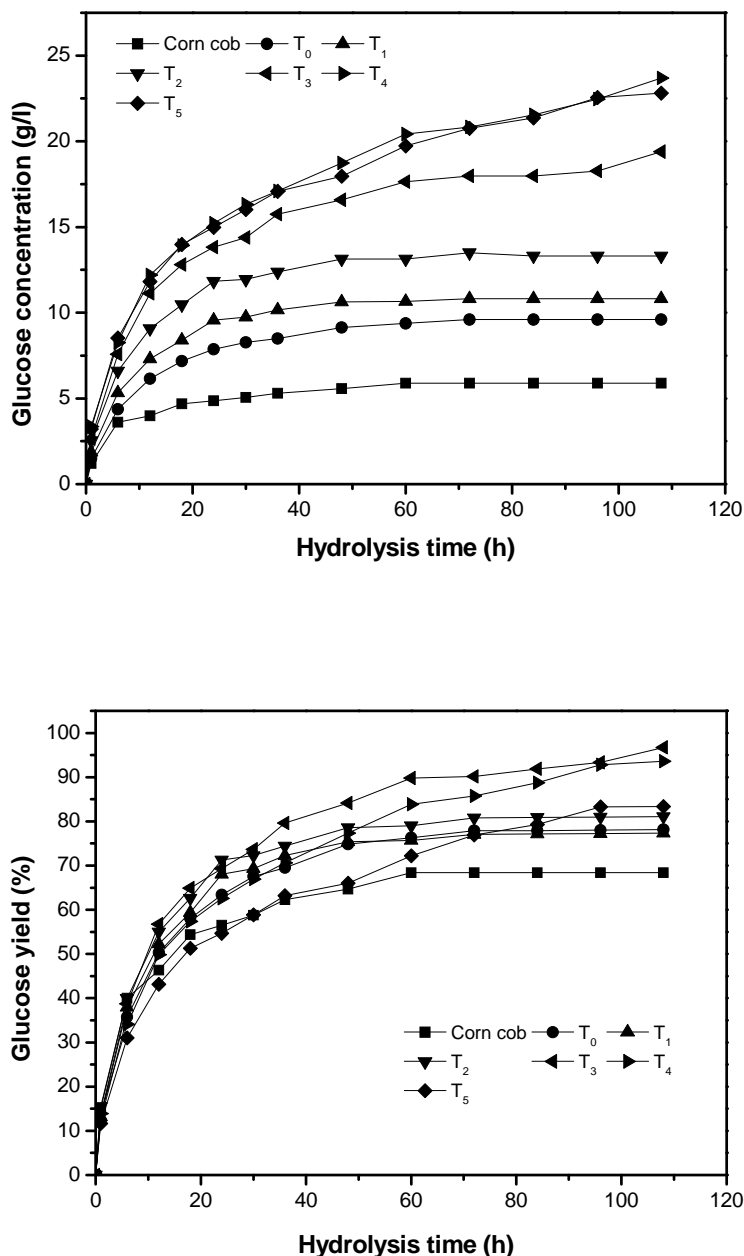 25
20
15
10
5
0
Glucose concentration (g/l)
Corn cob T₀ T₁
T₂ T₃ T₄
T₅
0 20 40 60 80 100 120
Hydrolysis time (h)
100
90
80
70
60
50
40
30
20
10
0
Glucose yield (%)
Corn cob T₀ T₁
T₂ T₃ T₄
T₅
0 20 40 60 80 100 120
Hydrolysis time (h)